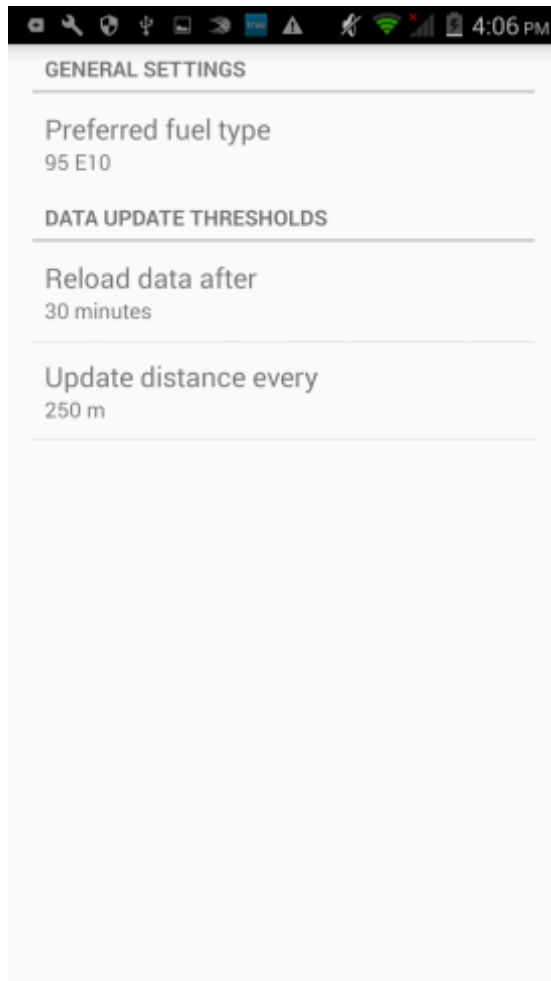 4:06 PM
GENERAL SETTINGS
Preferred fuel type
95 E10
DATA UPDATE THRESHOLDS
Reload data after
30 minutes
Update distance every
250 m